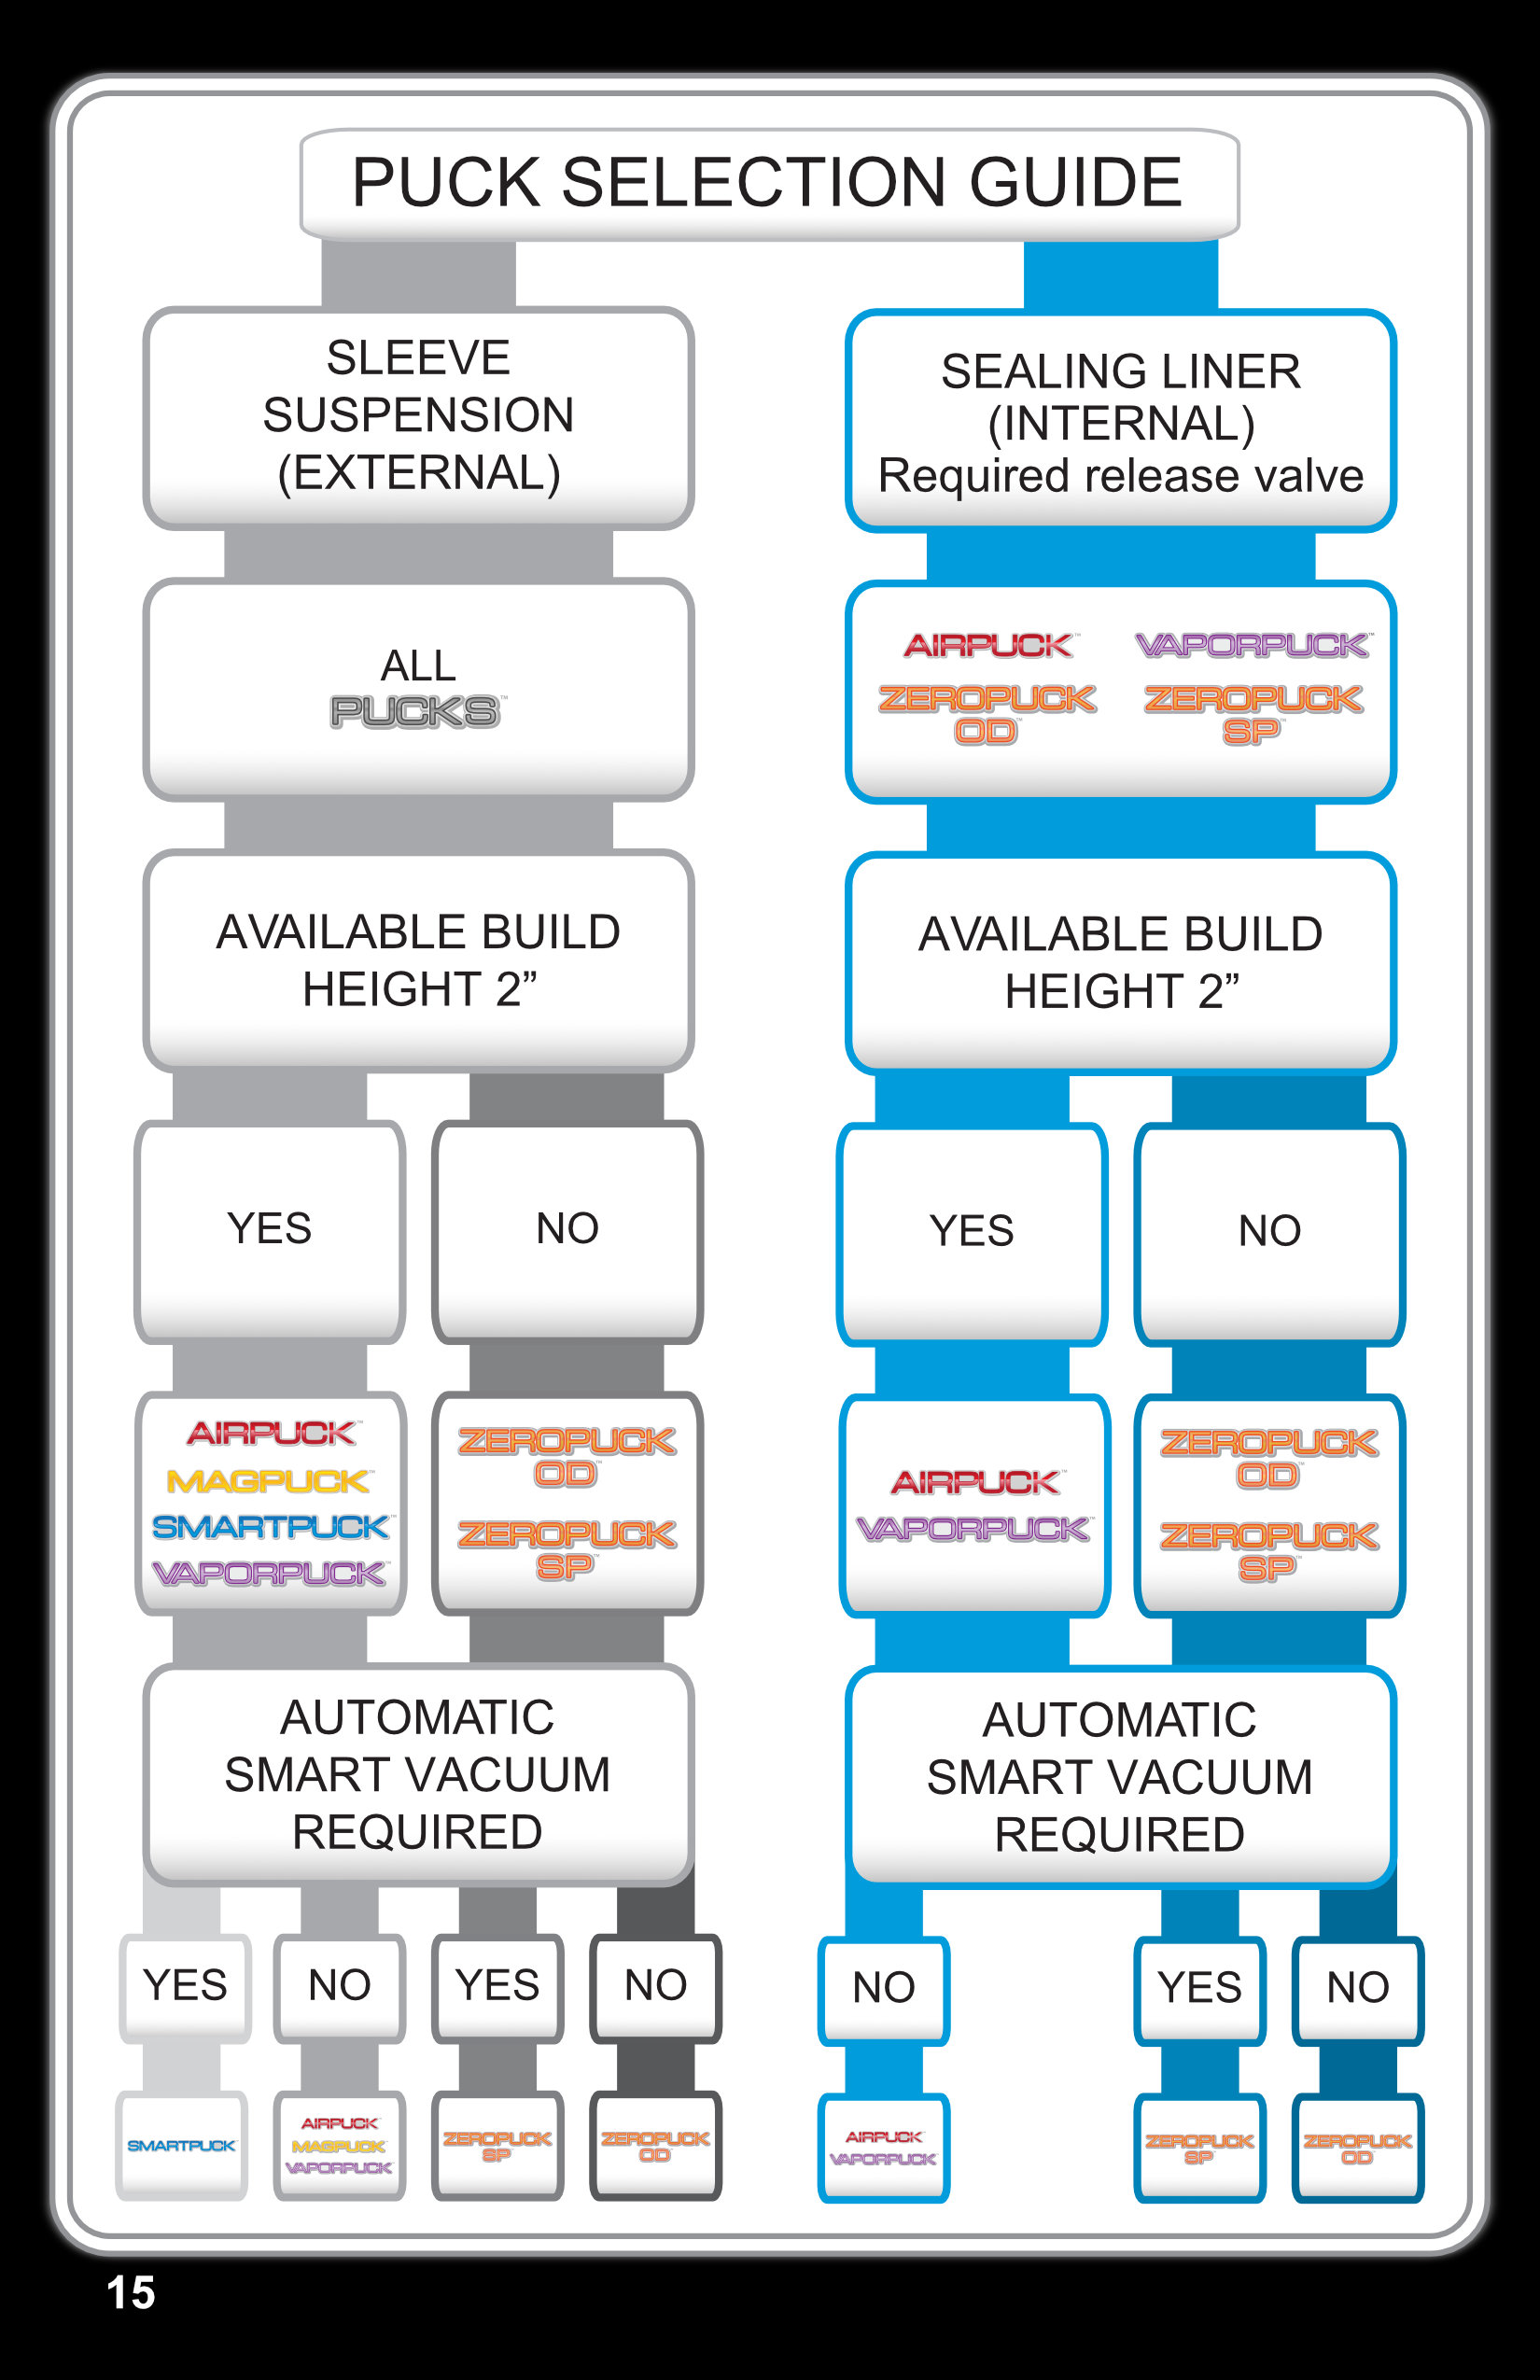 PUCK SELECTION GUIDE
SLEEVE
SUSPENSION
(EXTERNAL)
ALL
PUCKS™
AVAILABLE BUILD
HEIGHT 2”
YES
NO
AIRPUCK™
MAGPUCK™
SMARTPUCK™
VAPORPUCK™
ZEROPUCK
OD™
ZEROPUCK
SP™
AUTOMATIC
SMART VACUUM
REQUIRED
YES
NO
YES
NO
SMARTPUCK
AIRPUCK
MAGPUCK
VAPORPUCK
ZEROPUCK
SP
ZEROPUCK
OD
SEALING LINER
(INTERNAL)
Required release valve
AIRPUCK™
VAPORPUCK™
ZEROPUCK
OD™
ZEROPUCK
SP™
AVAILABLE BUILD
HEIGHT 2”
YES
NO
AIRPUCK™
VAPORPUCK™
ZEROPUCK
OD™
ZEROPUCK
SP™
AUTOMATIC
SMART VACUUM
REQUIRED
NO
YES
NO
AIRPUCK
VAPORPUCK
ZEROPUCK
SP
ZEROPUCK
OD
15